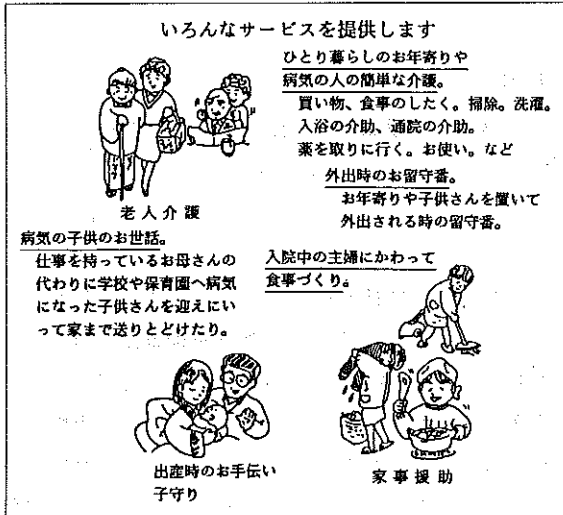 いろんなサービスを提供します
ひとり暮らしのお年寄りや
病気の人の簡単な介護。
買い物、食事のしたく。掃除。洗濯。
入浴の介助、通院の介助。
薬を取りに行く。お使い。など
外出時のお留守番。
お年寄りや子供さんを置いて
外出される時の留守番。
老人介護
病気の子供のお世話。
仕事を持っているお母さんの
代わりに学校や保育園へ病気
になった子供さんを迎えにい
って家まで送りとどけたり。
入院中の主婦にかわって
食事づくり。
出産時のお手伝い
子守り
家事援助